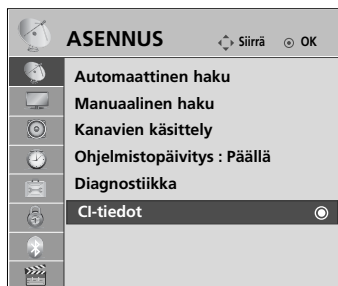 ASENNUS Siirrä OK
Automaattinen haku
Manuaalinen haku
Kanavien käsittely
Ohjelmistopäivitys : Päällä
Diagnostiikka
CI-tiedot